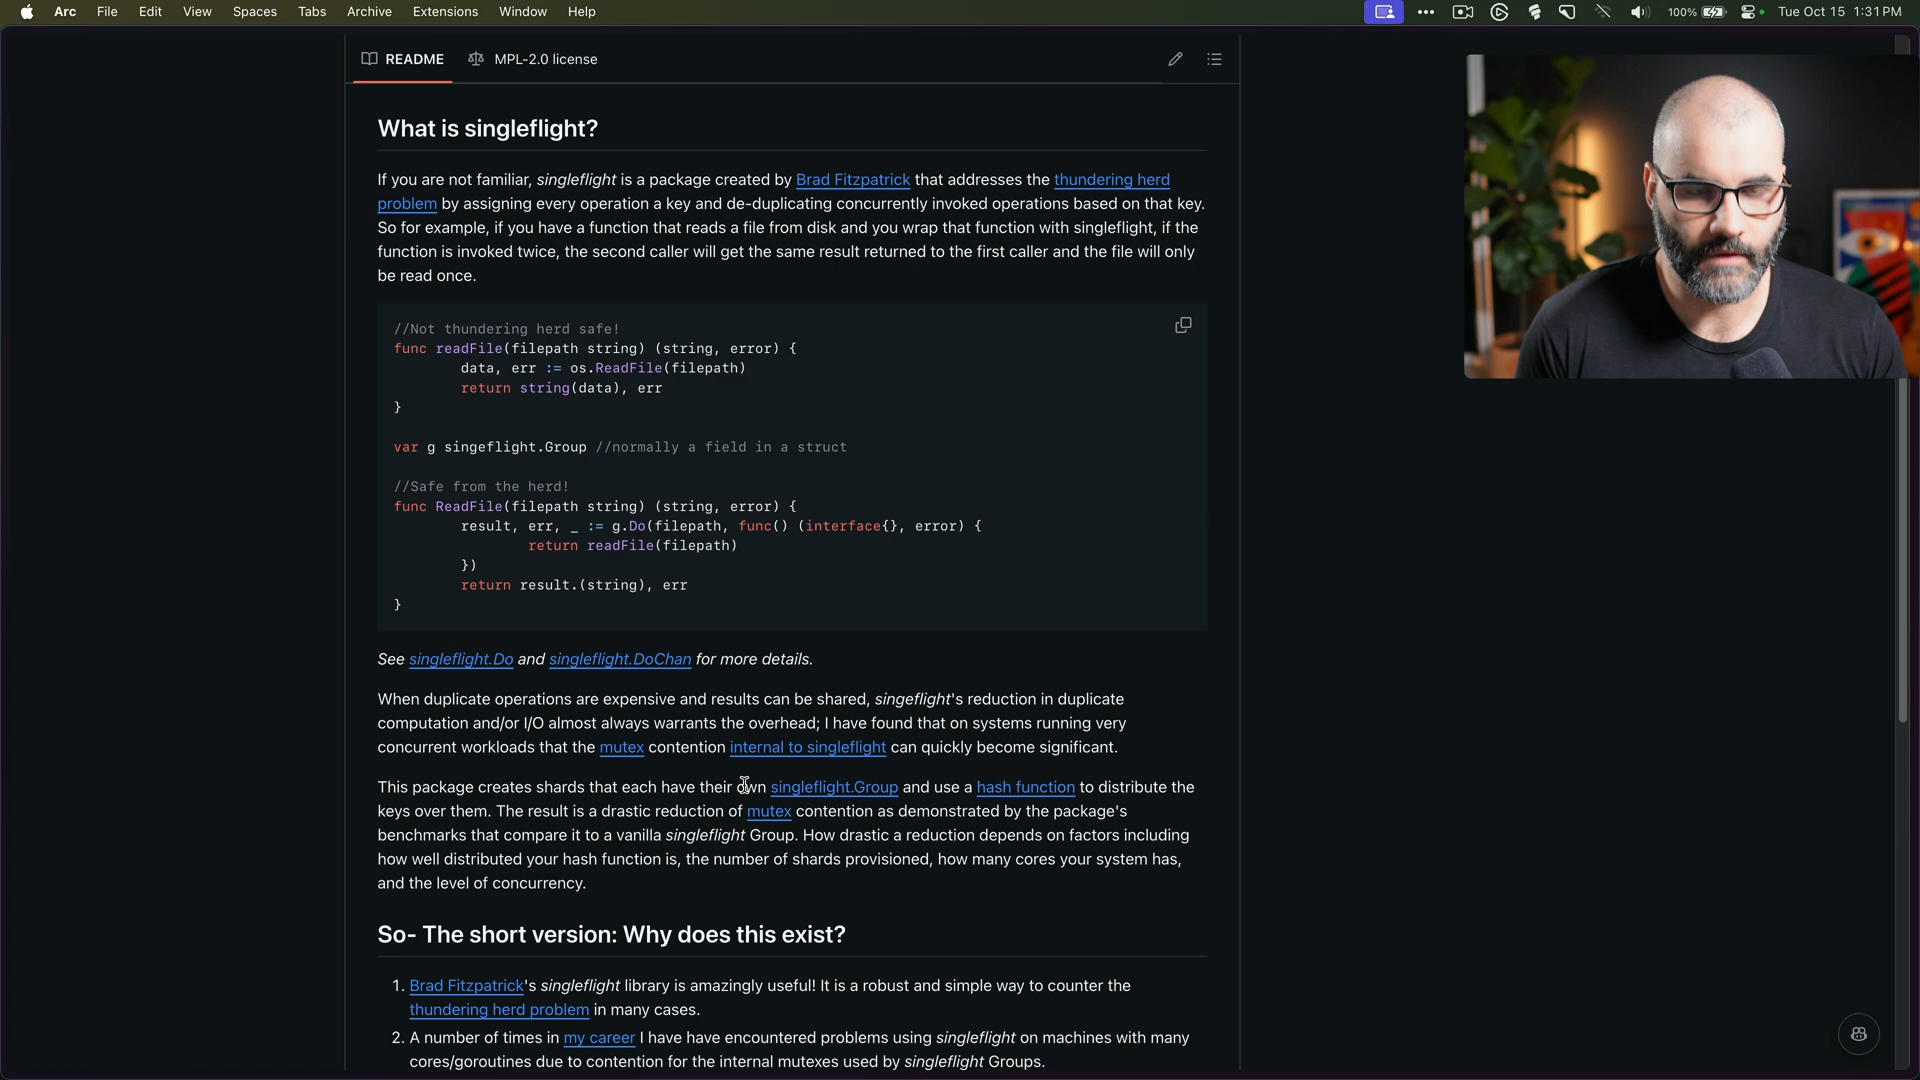 Arc File Edit View Spaces Tabs Archive Extensions Window Help 100% Tue Oct 15 1:31 PM
README MPL-2.0 license
What is singleflight?
If you are not familiar, singleflight is a package created by Brad Fitzpatrick that addresses the thundering herd
problem by assigning every operation a key and de-duplicating concurrently invoked operations based on that key.
So for example, if you have a function that reads a file from disk and you wrap that function with singleflight, if the
function is invoked twice, the second caller will get the same result returned to the first caller and the file will only
be read once.
//Not thundering herd safe!
func readFile(filepath string) (string, error) {
data, err := os.ReadFile(filepath)
return string(data), err
}
var g singeflight.Group //normally a field in a struct
//Safe from the herd!
func ReadFile(filepath string) (string, error) {
result, err, _ := g.Do(filepath, func() (interface{}, error) {
return readFile(filepath)
})
return result.(string), err
}
See singleflight.Do and singleflight.DoChan for more details.
When duplicate operations are expensive and results can be shared, singeflight's reduction in duplicate
computation and/or I/O almost always warrants the overhead; I have found that on systems running very
concurrent workloads that the mutex contention internal to singleflight can quickly become significant.
This package creates shards that each have their own singleflight.Group and use a hash function to distribute the
keys over them. The result is a drastic reduction of mutex contention as demonstrated by the package's
benchmarks that compare it to a vanilla singleflight Group. How drastic a reduction depends on factors including
how well distributed your hash function is, the number of shards provisioned, how many cores your system has,
and the level of concurrency.
So- The short version: Why does this exist?
1. Brad Fitzpatrick's singleflight library is amazingly useful! It is a robust and simple way to counter the
thundering herd problem in many cases.
2. A number of times in my career I have have encountered problems using singleflight on machines with many
cores/goroutines due to contention for the internal mutexes used by singleflight Groups.